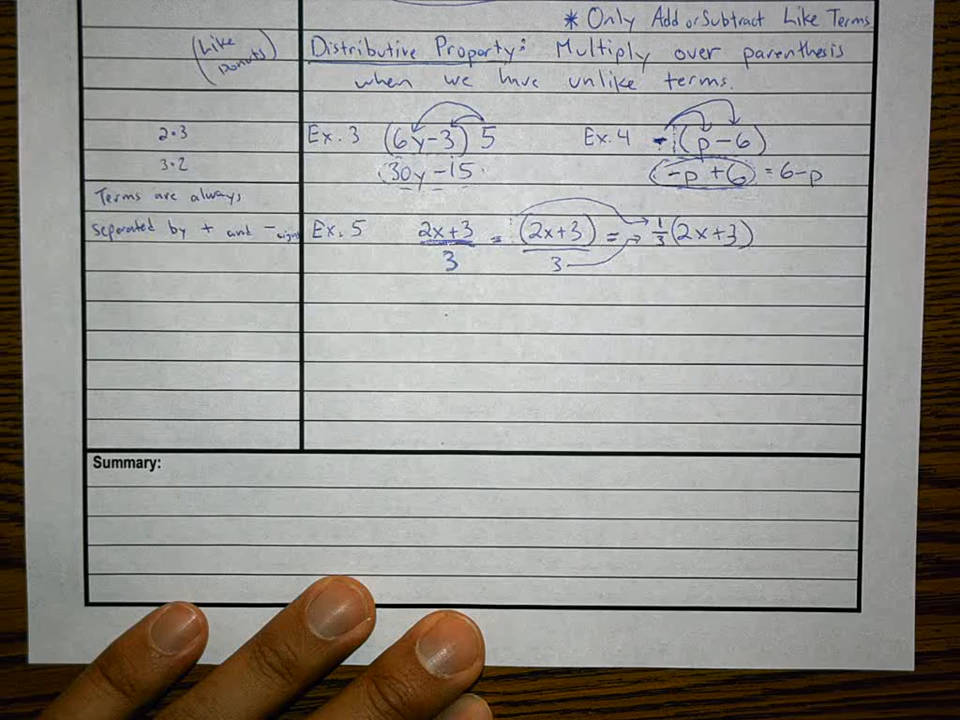 * Only Add or Subtract Like Terms
(Like Donuts)
Distributive Property: Multiply over parenthesis
when we have unlike terms.
2·3
3·2
Ex. 3 (6y-3) 5
30y-15
Ex. 4 -1(p-6)
-p+6 = 6-p
Terms are always
separated by + and - signs
Ex. 5 2x+3/3 = (2x+3)/3 = 1/3(2x+3)
Summary: